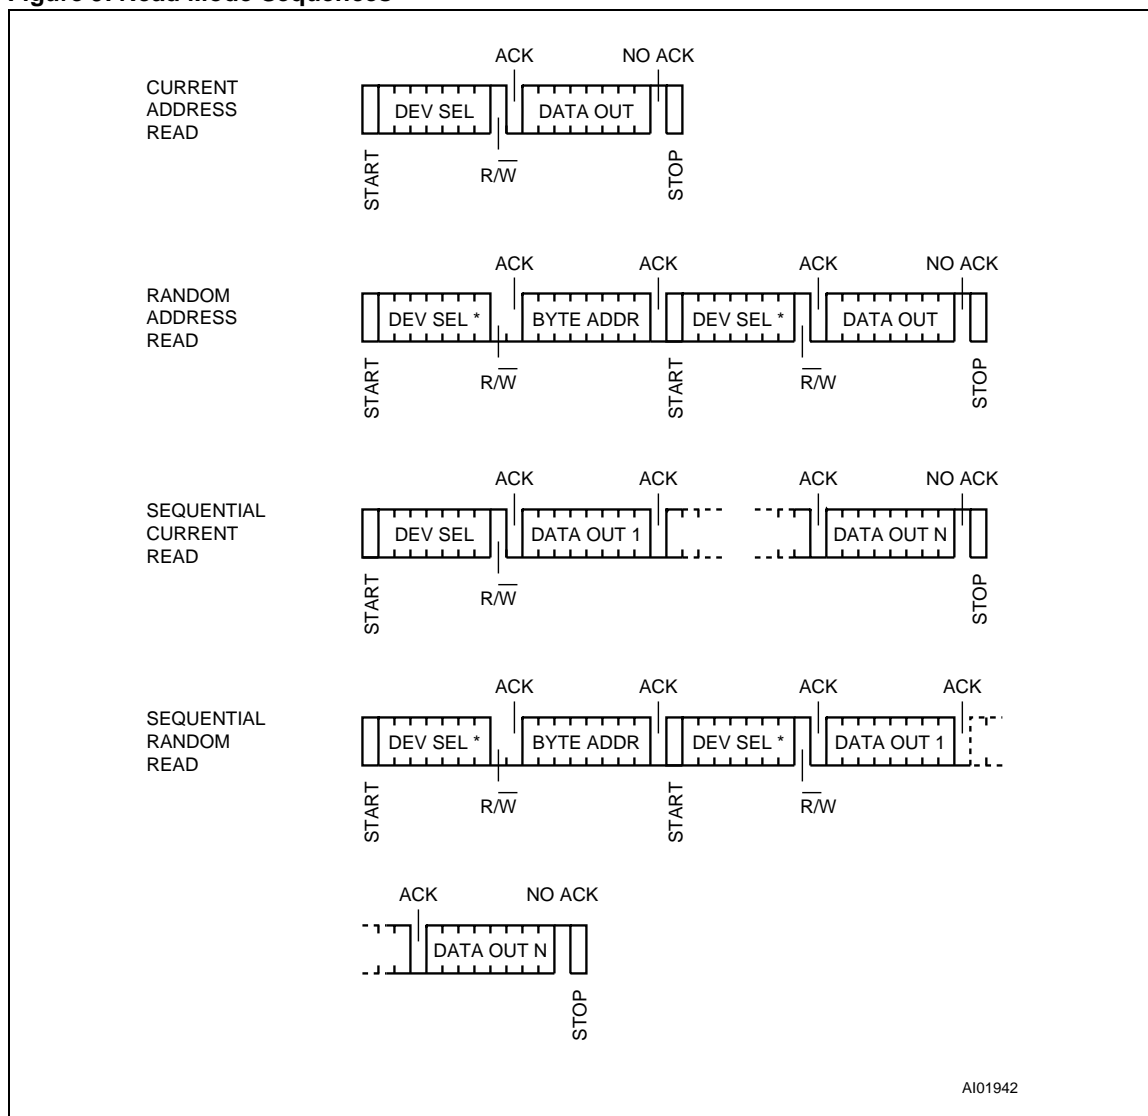 Figure Read Mode Sequences
ACK NO ACK
CURRENT ADDRESS READ
DEV SEL DATA OUT
START R/W̅ STOP
ACK ACK ACK NO ACK
RANDOM ADDRESS READ
DEV SEL * BYTE ADDR DEV SEL * DATA OUT
START R/W̅ START R̅/W STOP
ACK ACK ACK NO ACK
SEQUENTIAL CURRENT READ
DEV SEL DATA OUT 1 DATA OUT N
START R/W̅ STOP
ACK ACK ACK ACK
SEQUENTIAL RANDOM READ
DEV SEL * BYTE ADDR DEV SEL * DATA OUT 1
START R/W̅ START R̅/W
ACK NO ACK
DATA OUT N
STOP
AI01942